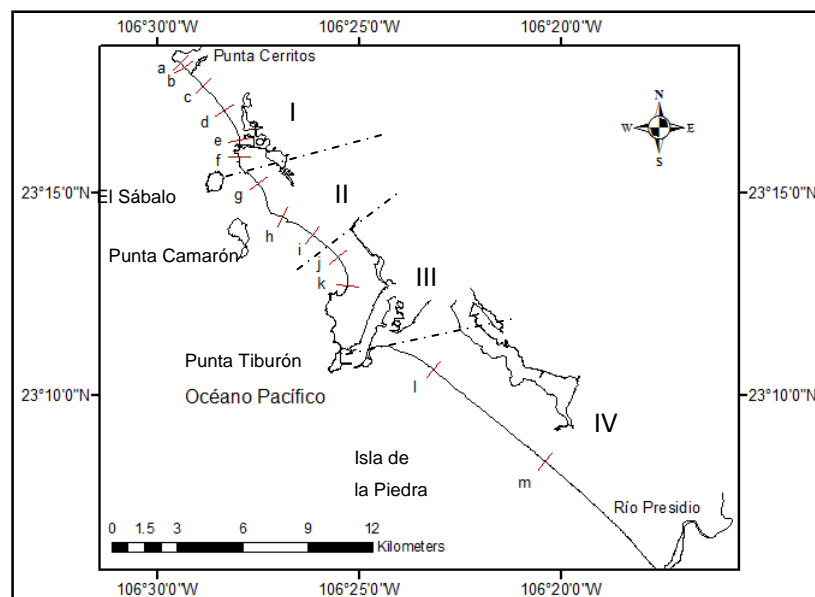 106°30'0"W 106°25'0"W 106°20'0"W
Punta Cerritos
a
b
c
d
I
e
f
N
W E
S
23°15'0"N 23°15'0"N
El Sábalo
g
II
h
i
Punta Camarón
j
k
III
Punta Tiburón
23°10'0"N 23°10'0"N
Océano Pacífico
l
IV
Isla de
la Piedra
m
Río Presidio
0 1.5 3 6 9 12
Kilometers
106°30'0"W 106°25'0"W 106°20'0"W